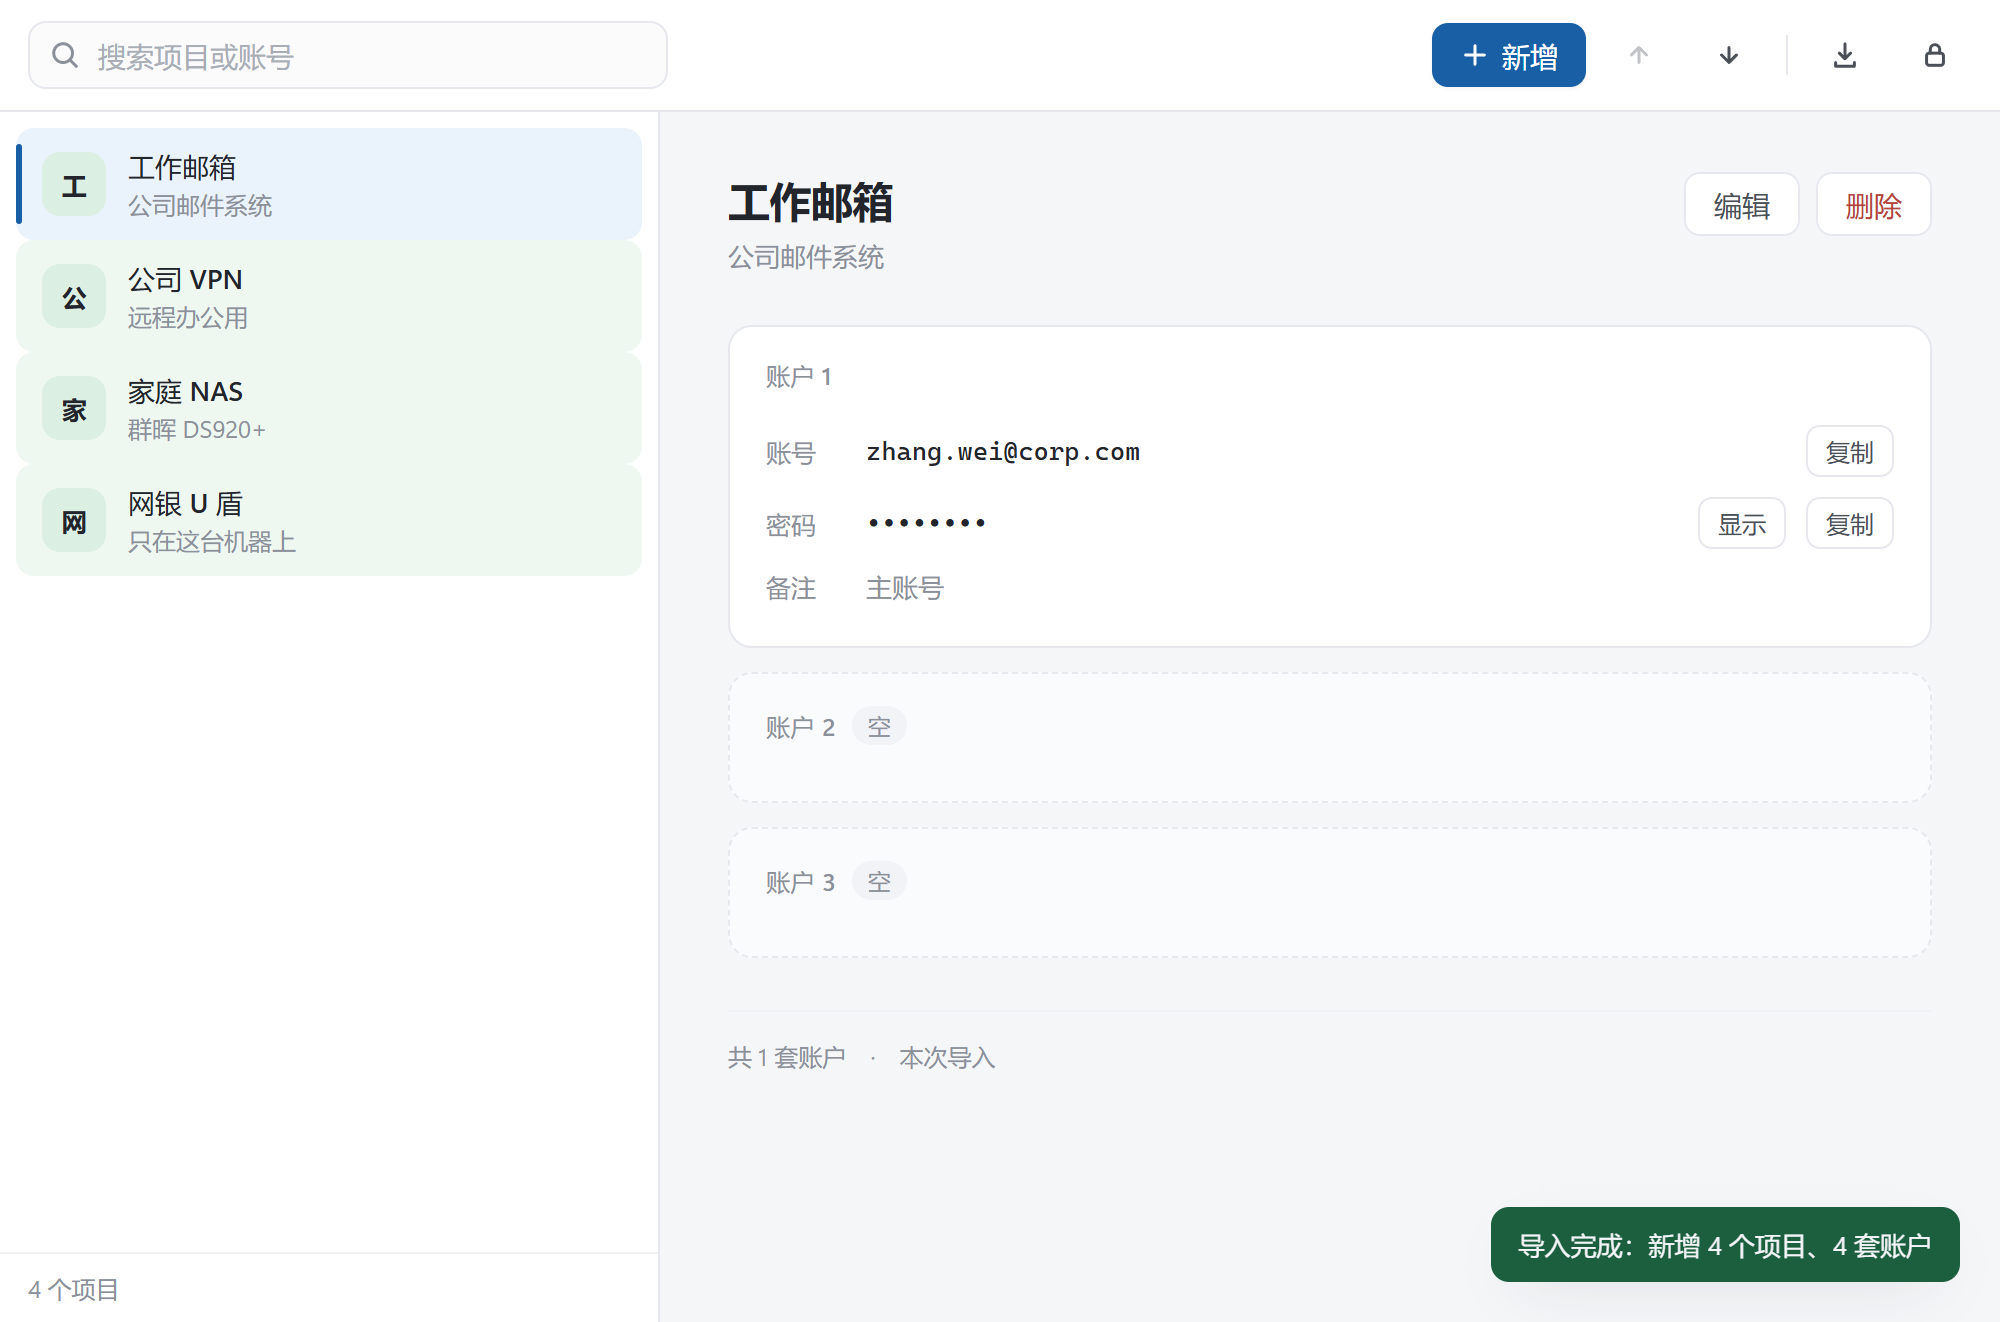 搜索项目或账号
新增
工 工作邮箱
公司邮件系统
公 公司 VPN
远程办公用
家 家庭 NAS
群晖 DS920+
网 网银 U 盾
只在这台机器上
4 个项目
工作邮箱
公司邮件系统
编辑 删除
账户 1
账号 zhang.wei@corp.com 复制
密码 •••••••• 显示 复制
备注 主账号
账户 2 空
账户 3 空
共 1 套账户 · 本次导入
导入完成：新增 4 个项目、4 套账户